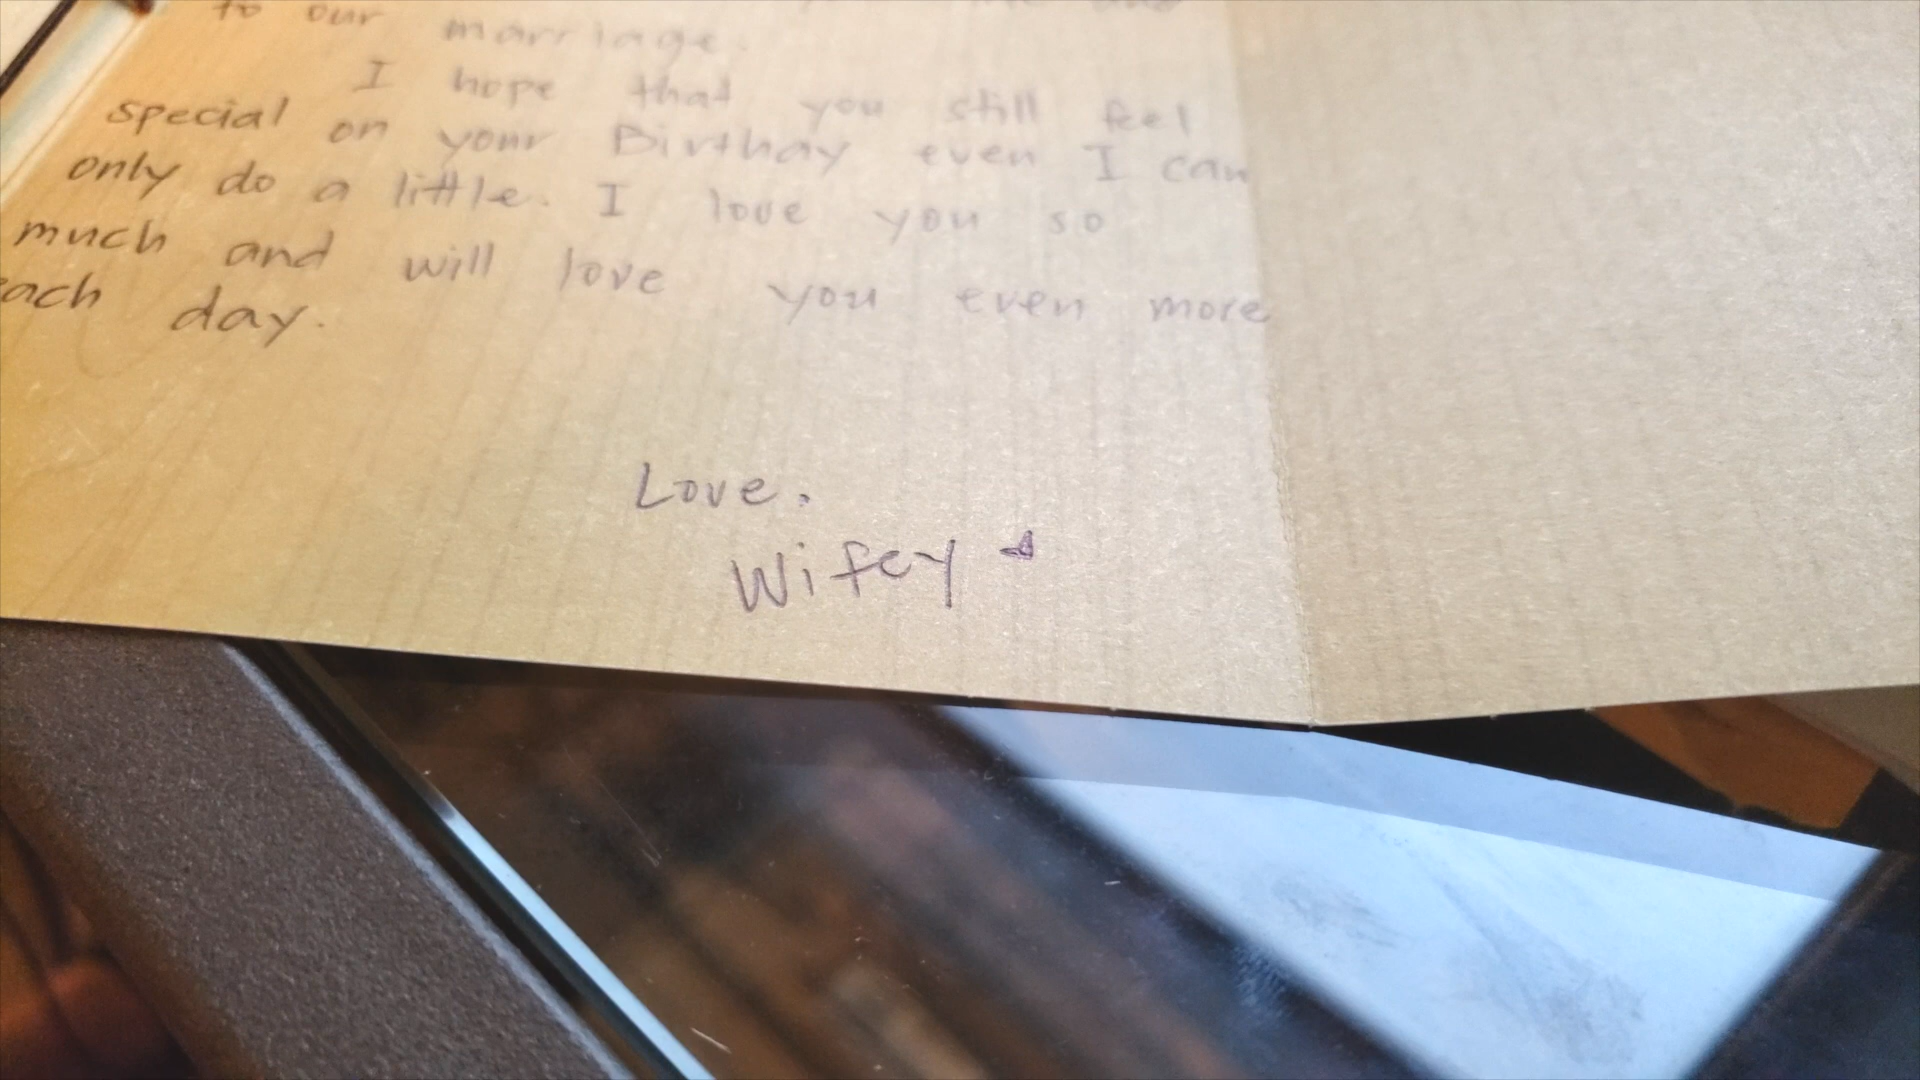 to our marriage.
I hope that you still feel
special on your Birthay even I can
only do a little. I love you so
much and will love you even more
each day.
Love,
Wifey